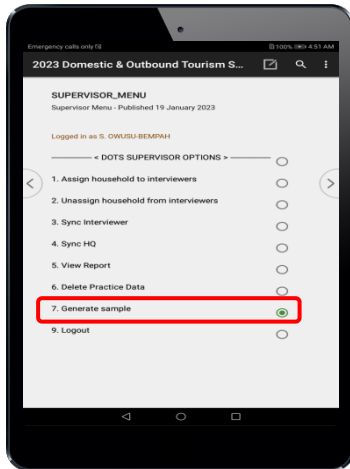 Emergency calls only
100% 4:51 AM
2023 Domestic & Outbound Tourism S...
SUPERVISOR_MENU
Supervisor Menu - Published 19 January 2023
Logged in as S. OWUSU-BEMPAH
———— < DOTS SUPERVISOR OPTIONS > ————
1. Assign household to interviewers
2. Unassign household from interviewers
3. Sync Interviewer
4. Sync HQ
5. View Report
6. Delete Practice Data
7. Generate sample
9. Logout